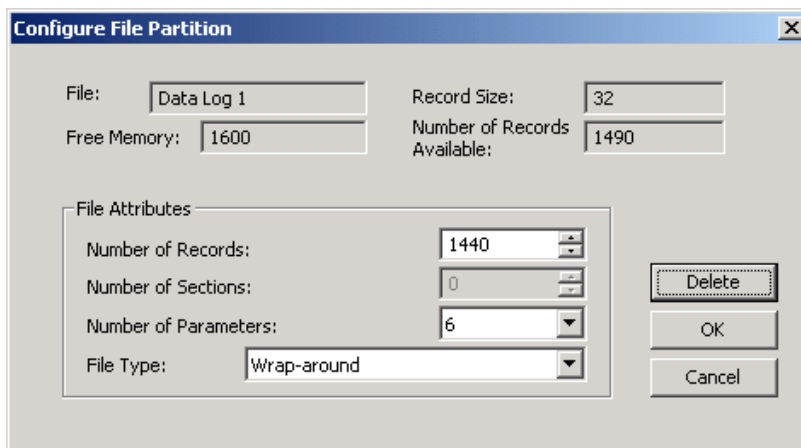 Configure File Partition
File: Data Log 1 Record Size: 32
Free Memory: 1600 Number of Records Available: 1490
File Attributes
Number of Records: 1440
Number of Sections: 0
Number of Parameters: 6
File Type: Wrap-around
Delete
OK
Cancel